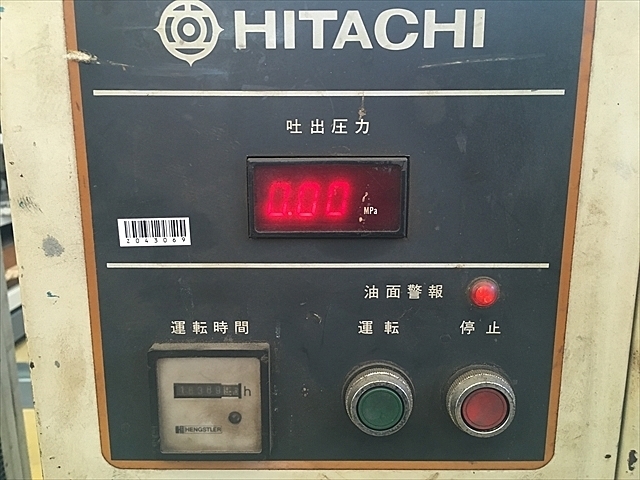 HITACHI
吐出圧力
0.00 MPa
2043069
油面警報
運転時間 運転 停止
h
HENGSTLER